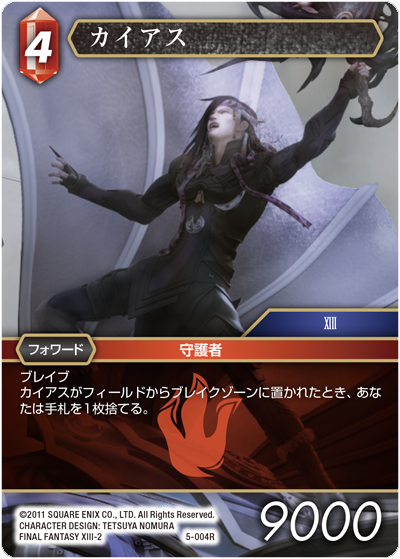 4
カイアス
XIII
フォワード
守護者
ブレイブ
カイアスがフィールドからブレイクゾーンに置かれたとき、あな
たは手札を1枚捨てる。
©2011 SQUARE ENIX CO., LTD. All Rights Reserved.
CHARACTER DESIGN: TETSUYA NOMURA
FINAL FANTASY XIII-2
5-004R
9000